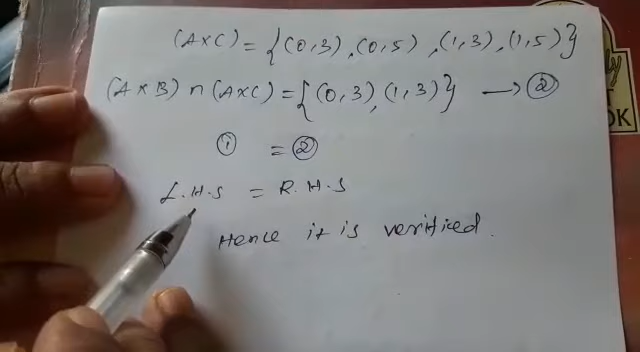 (A×C) = {(0,3), (0,5), (1,3), (1,5)}
(A×B) ∩ (A×C) = {(0,3), (1,3)} → ②
① = ②
L.H.S = R.H.S
Hence it is verified.